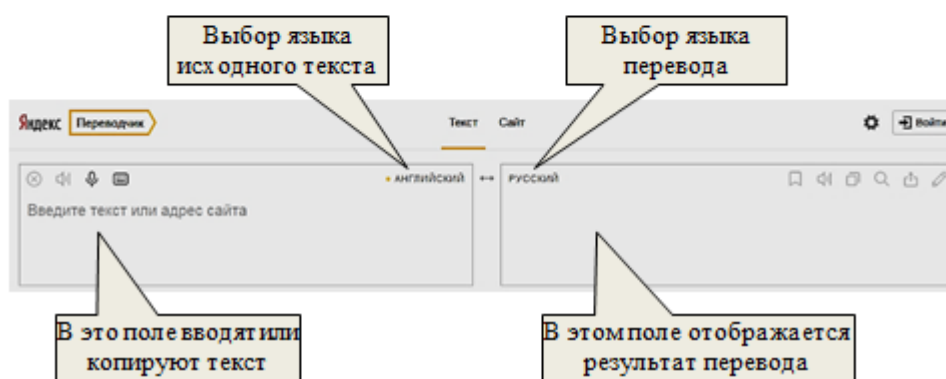 Выбор языка
исходного текста
Выбор языка
перевода
Яндекс Переводчик Текст Сайт Войти
АНГЛИЙСКИЙ РУССКИЙ
Введите текст или адрес сайта
В это поле вводят или
копируют текст
В этом поле отображается
результат перевода